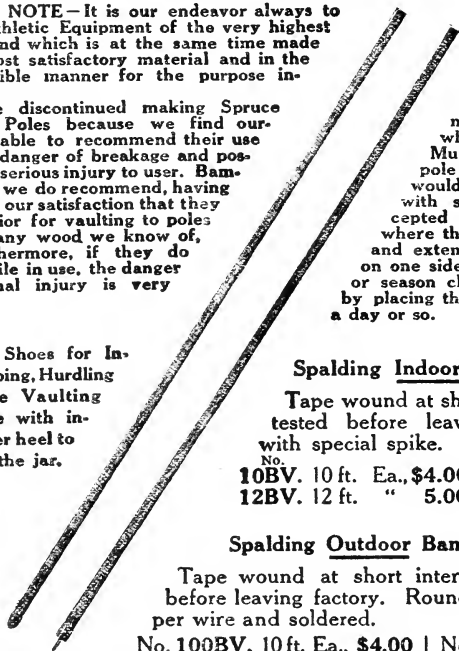 NOTE—It is our endeavor always to
thletic Equipment of the very highest
nd which is at the same time made
ost satisfactory material and in the
ible manner for the purpose in-
e discontinued making Spruce
Poles because we find our-
able to recommend their use
danger of breakage and pos-
serious injury to user. Bam-
we do recommend, having
our satisfaction that they
ior for vaulting to poles
any wood we know of,
hermore, if they do
ile in use, the danger
nal injury is very
Shoes for In-
ping, Hurdling
e Vaulting
e with in-
er heel to
the jar.
n
wh
Mu
pole
would
with s
cepted
where th
and exten
on one side
or season c
by placing th
a day or so.
Spalding Indoor
Tape wound at sh
tested before leav
with special spike.
No.
10BV. 10 ft. Ea., $4.00
12BV. 12 ft. " 5.00
Spalding Outdoor Bam
Tape wound at short inter
before leaving factory. Roun
per wire and soldered.
No. 100BV. 10 ft. Ea., $4.00 | No